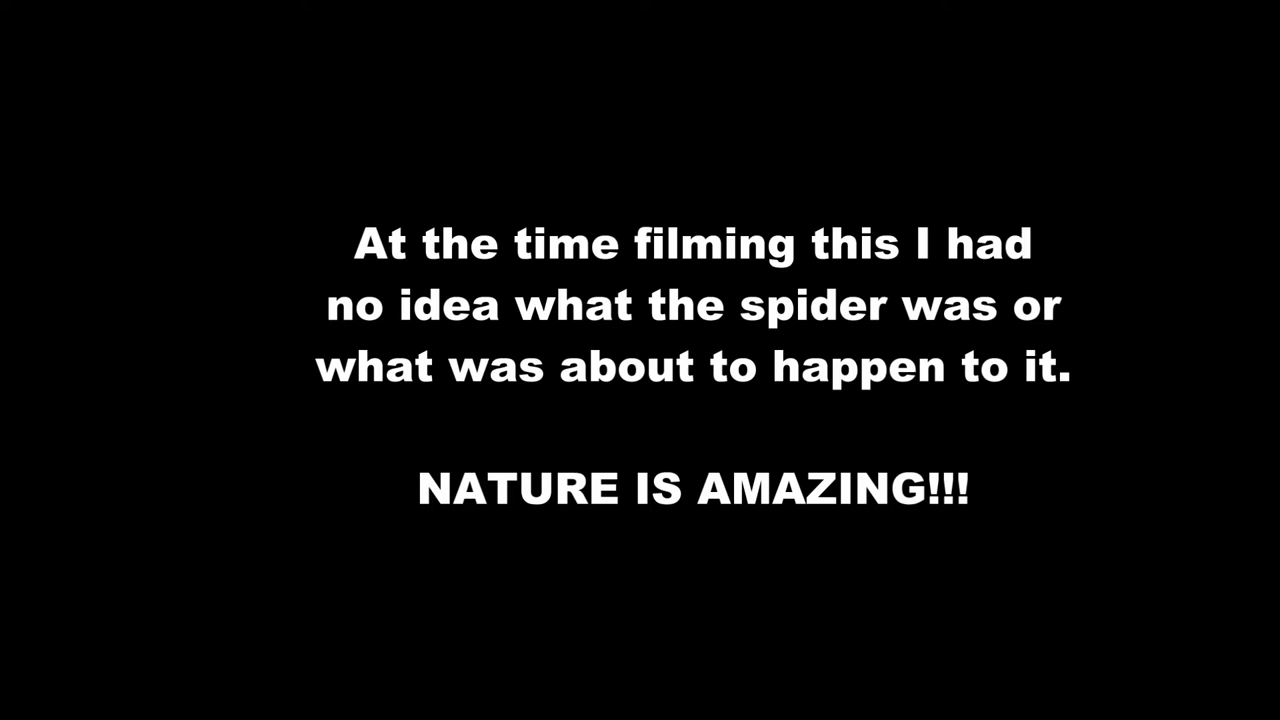 At the time filming this I had
no idea what the spider was or
what was about to happen to it.
NATURE IS AMAZING!!!